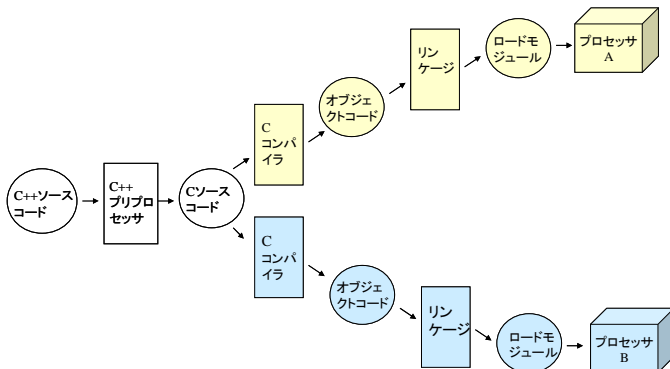 C++ソース
コード
C++
プリプロ
セッサ
Cソース
コード
C
コンパ
イラ
オブジェ
クトコード
リン
ケージ
ロードモ
ジュール
プロセッサ
A
C
コンパ
イラ
オブジェ
クトコード
リン
ケージ
ロードモ
ジュール
プロセッサ
B